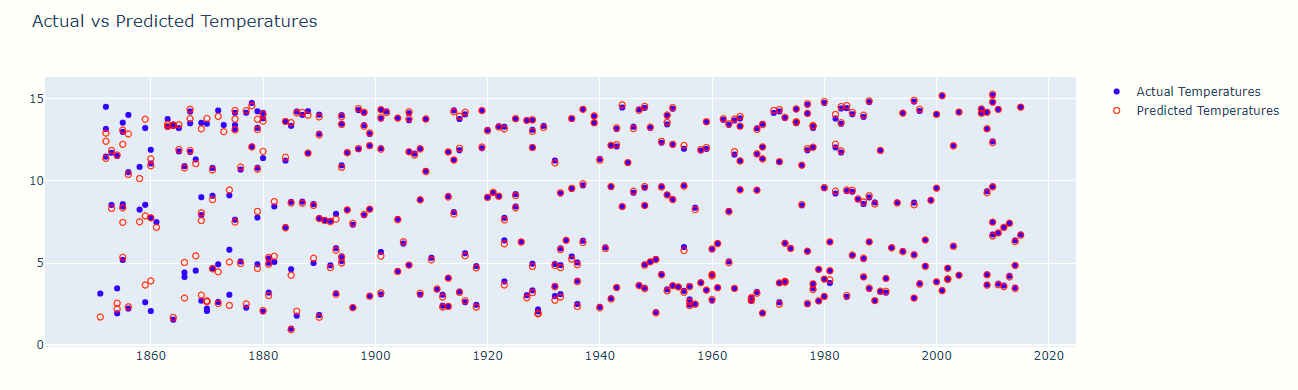 Actual vs Predicted Temperatures
Actual Temperatures
Predicted Temperatures
15
10
5
0
1860 1880 1900 1920 1940 1960 1980 2000 2020